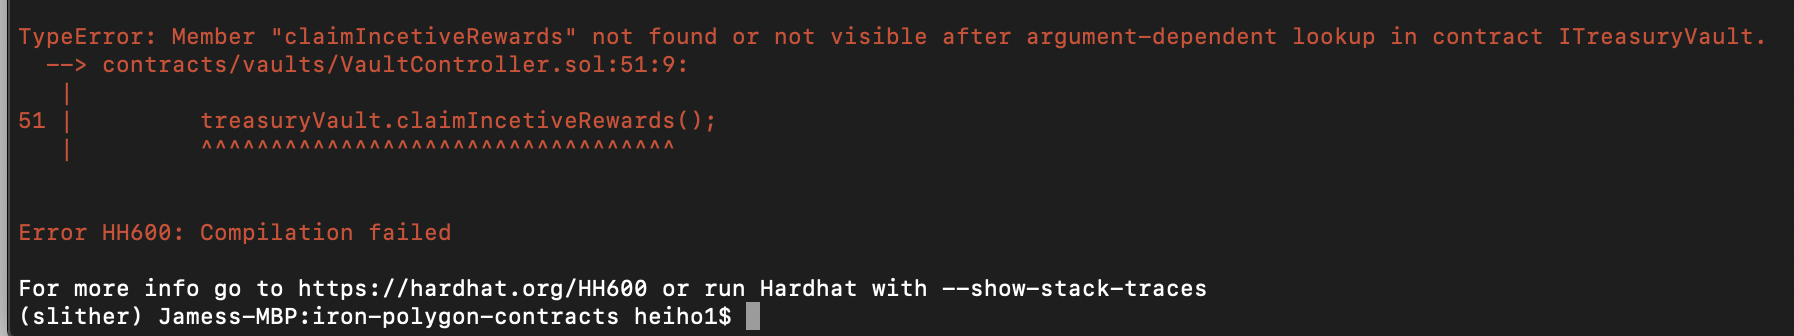 TypeError: Member "claimIncetiveRewards" not found or not visible after argument-dependent lookup in contract ITreasuryVault.
--> contracts/vaults/VaultController.sol:51:9:
|
51 | treasuryVault.claimIncetiveRewards();
| ^^^^^^^^^^^^^^^^^^^^^^^^^^^^^^^^^^
Error HH600: Compilation failed
For more info go to https://hardhat.org/HH600 or run Hardhat with --show-stack-traces
(slither) Jamess-MBP:iron-polygon-contracts heiho1$